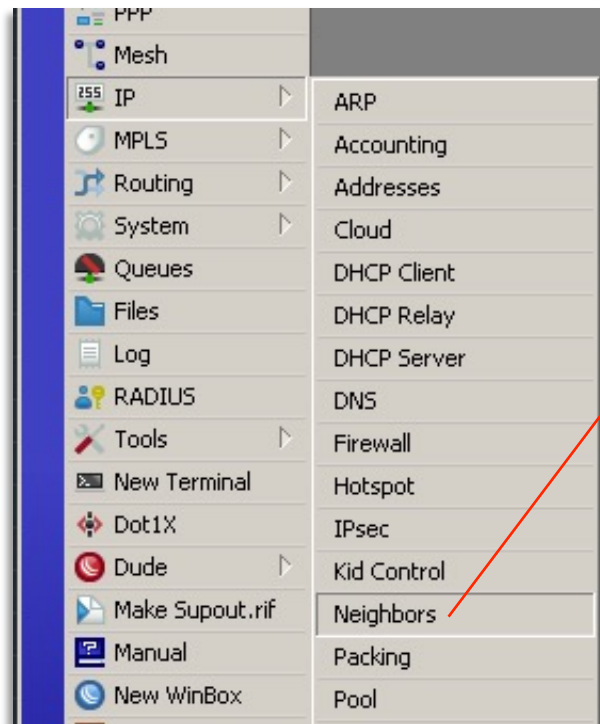 PPP
Mesh
255 IP
MPLS
Routing
System
Queues
Files
Log
RADIUS
Tools
New Terminal
Dot1X
Dude
Make Supout.rif
Manual
New WinBox
ARP
Accounting
Addresses
Cloud
DHCP Client
DHCP Relay
DHCP Server
DNS
Firewall
Hotspot
IPsec
Kid Control
Neighbors
Packing
Pool